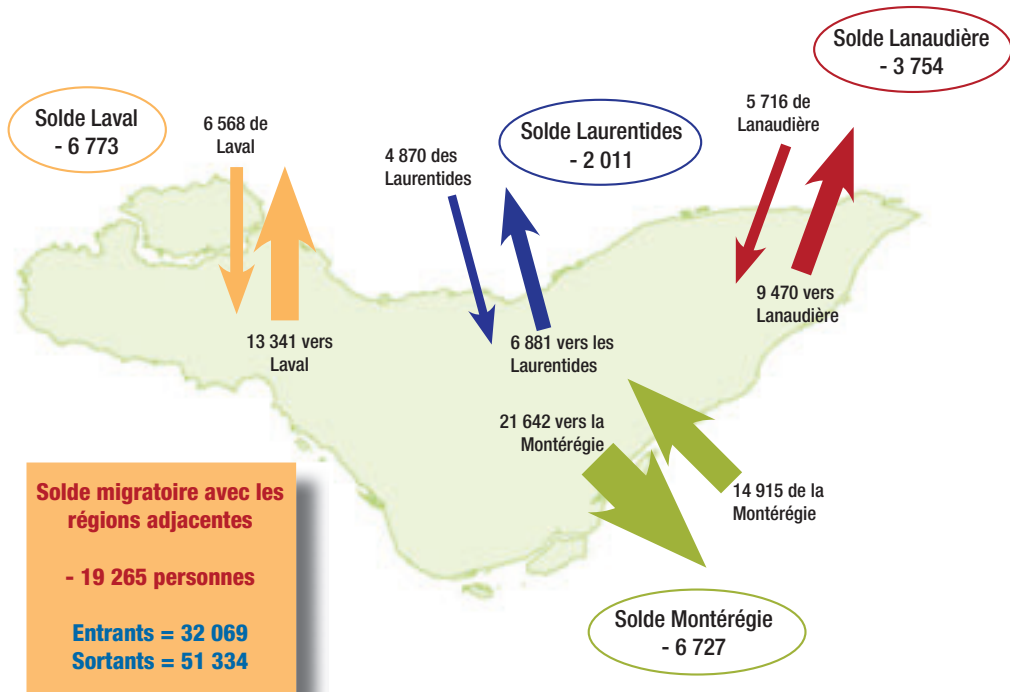 Solde Lanaudière
- 3 754
Solde Laval
- 6 773
6 568 de
Laval
4 870 des
Laurentides
Solde Laurentides
- 2 011
5 716 de
Lanaudière
13 341 vers
Laval
6 881 vers les
Laurentides
9 470 vers
Lanaudière
21 642 vers la
Montérégie
14 915 de la
Montérégie
Solde migratoire avec les
régions adjacentes
- 19 265 personnes
Entrants = 32 069
Sortants = 51 334
Solde Montérégie
- 6 727